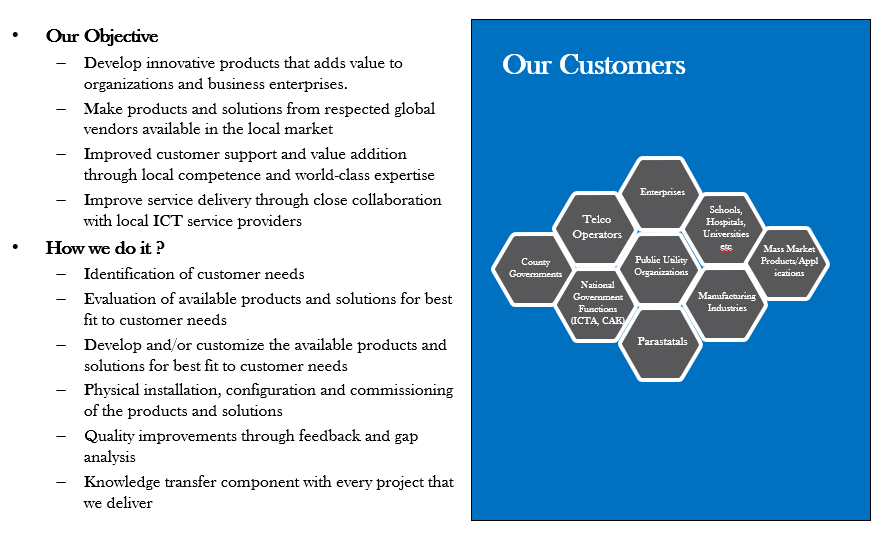 • Our Objective
– Develop innovative products that adds value to
organizations and business enterprises.
– Make products and solutions from respected global
vendors available in the local market
– Improved customer support and value addition
through local competence and world-class expertise
– Improve service delivery through close collaboration
with local ICT service providers
• How we do it ?
– Identification of customer needs
– Evaluation of available products and solutions for best
fit to customer needs
– Develop and/or customize the available products and
solutions for best fit to customer needs
– Physical installation, configuration and commissioning
of the products and solutions
– Quality improvements through feedback and gap
analysis
– Knowledge transfer component with every project that
we deliver
Our Customers
Enterprises
Telco
Operators
Schools,
Hospitals,
Universities
etc
County
Governments
Public Utility
Organizations
Mass Market
Products/Appl
ications
National
Government
Functions
(ICTA, CAK)
Manufacturing
Industries
Parastatals